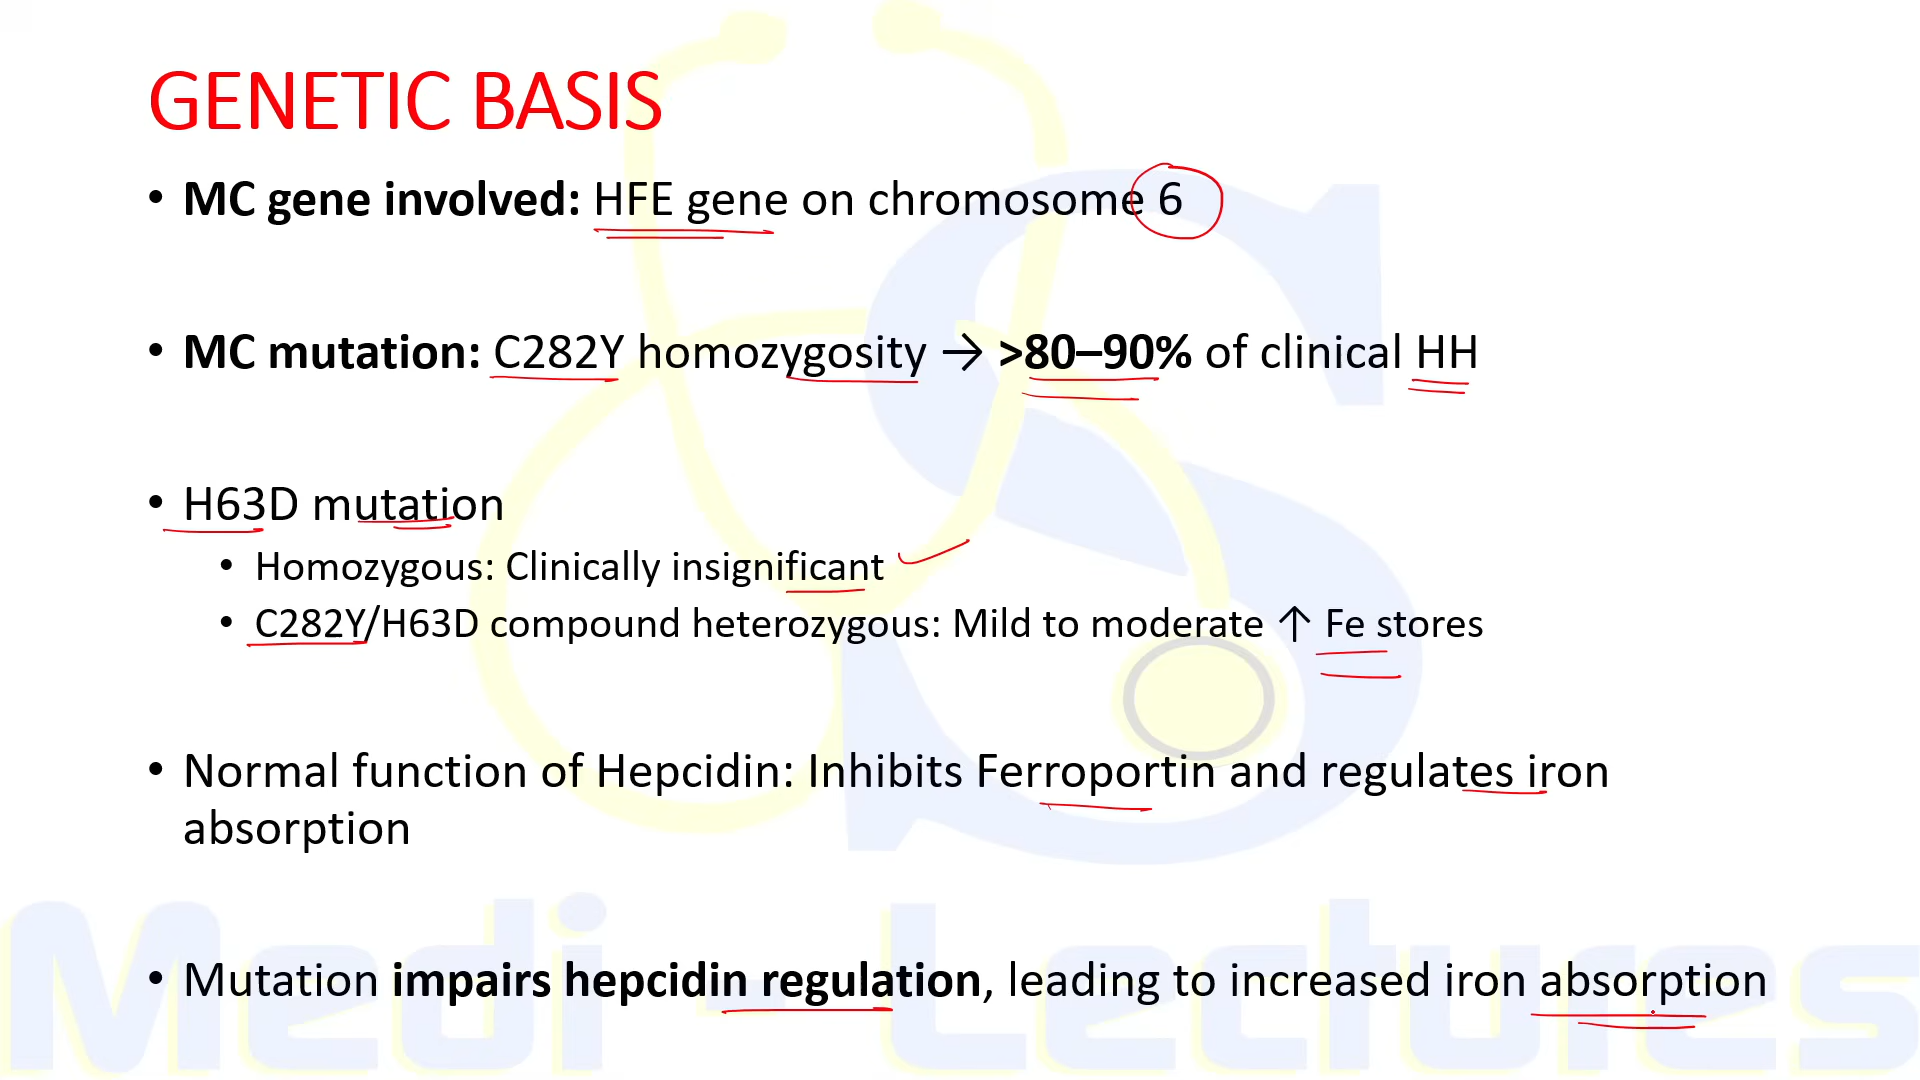 GENETIC BASIS
• MC gene involved: HFE gene on chromosome 6
• MC mutation: C282Y homozygosity → >80–90% of clinical HH
• H63D mutation
• Homozygous: Clinically insignificant
• C282Y/H63D compound heterozygous: Mild to moderate ↑ Fe stores
• Normal function of Hepcidin: Inhibits Ferroportin and regulates iron
absorption
• Mutation impairs hepcidin regulation, leading to increased iron absorption
Medi - Lectures